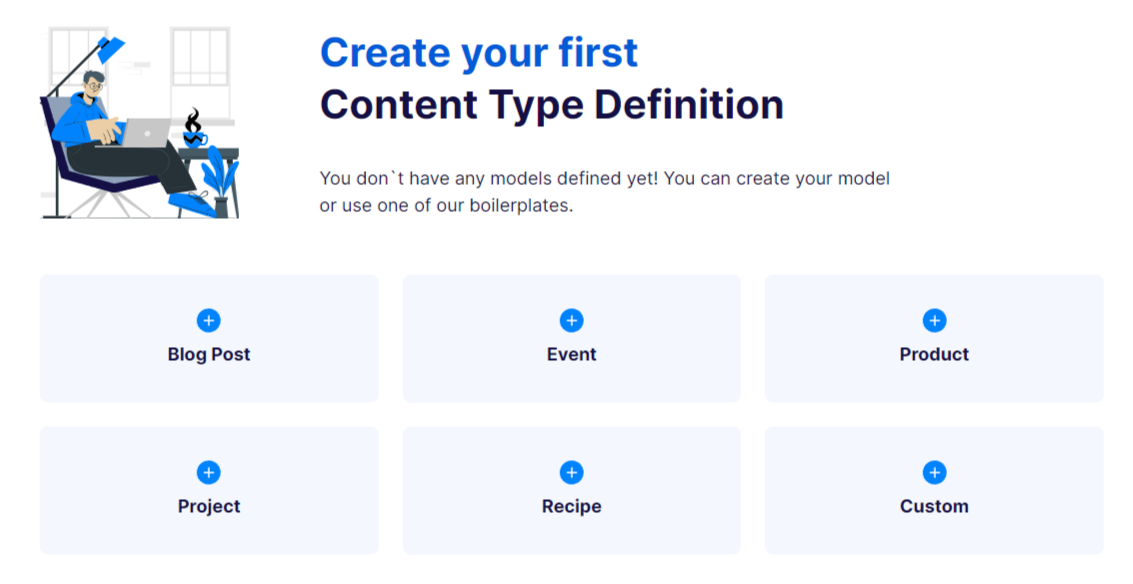 Create your first
Content Type Definition
You don`t have any models defined yet! You can create your model
or use one of our boilerplates.
Blog Post
Event
Product
Project
Recipe
Custom